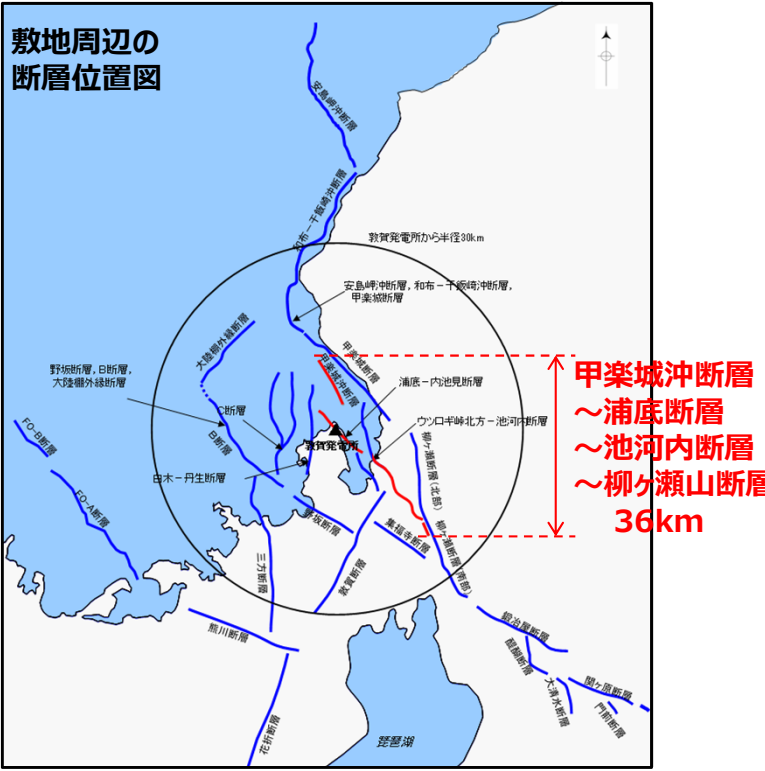 敷地周辺の
断層位置図
安島岬沖断層
和布－干飯崎沖断層
敦賀発電所から半径30km
安島岬沖断層，和布－干飯崎沖断層，
甲楽城断層
大陸棚外縁断層
甲楽城断層
甲楽城沖断層
野坂断層，B断層，
大陸棚外縁断層
浦底－内池見断層
C断層
B断層
ウツロギ峠北方－池河内断層
敦賀発電所
白木－丹生断層
柳ヶ瀬断層(北部)
FO-B断層
FO-A断層
野坂断層
集福寺断層
柳ヶ瀬断層(南部)
三方断層
敦賀断層
熊川断層
鍛冶屋断層
醍醐断層
大清水断層
関ヶ原断層
門前断層
花折断層
琵琶湖
甲楽城沖断層
～浦底断層
～池河内断層
～柳ヶ瀬山断層
36km